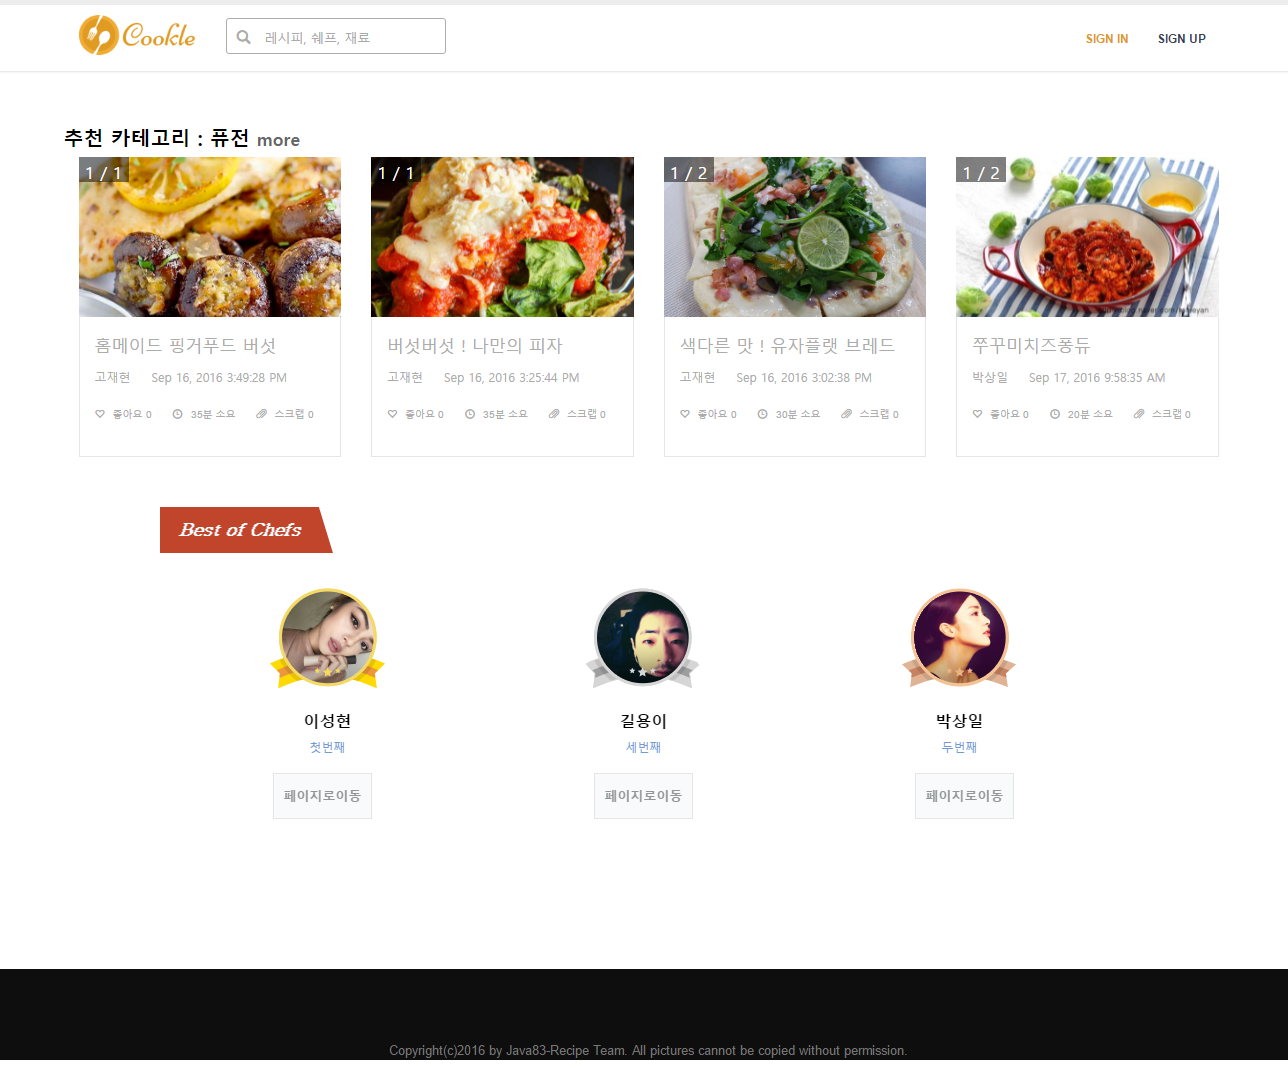 Cookle
레시피, 쉐프, 재료
SIGN IN
SIGN UP
추천 카테고리 : 퓨전 more
1 / 1
1 / 1
1 / 2
1 / 2
홈메이드 핑거푸드 버섯
고재현 Sep 16, 2016 3:49:28 PM
좋아요 0 35분 소요 스크랩 0
버섯버섯 ! 나만의 피자
고재현 Sep 16, 2016 3:25:44 PM
좋아요 0 35분 소요 스크랩 0
색다른 맛 ! 유자플랫 브레드
고재현 Sep 16, 2016 3:02:38 PM
좋아요 0 30분 소요 스크랩 0
쭈꾸미치즈퐁듀
박상일 Sep 17, 2016 9:58:35 AM
좋아요 0 20분 소요 스크랩 0
Best of Chefs
이성현
첫번째
페이지로이동
길용이
세번째
페이지로이동
박상일
두번째
페이지로이동
Copyright(c)2016 by Java83-Recipe Team. All pictures cannot be copied without permission.